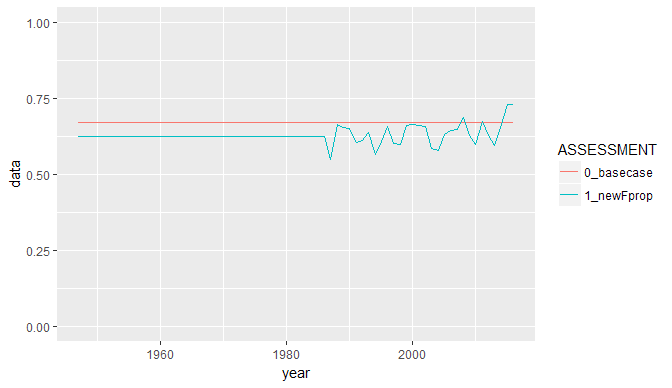 1.00
0.75
0.50
0.25
0.00
data
1960 1980 2000
year
ASSESSMENT
0_basecase
1_newFprop